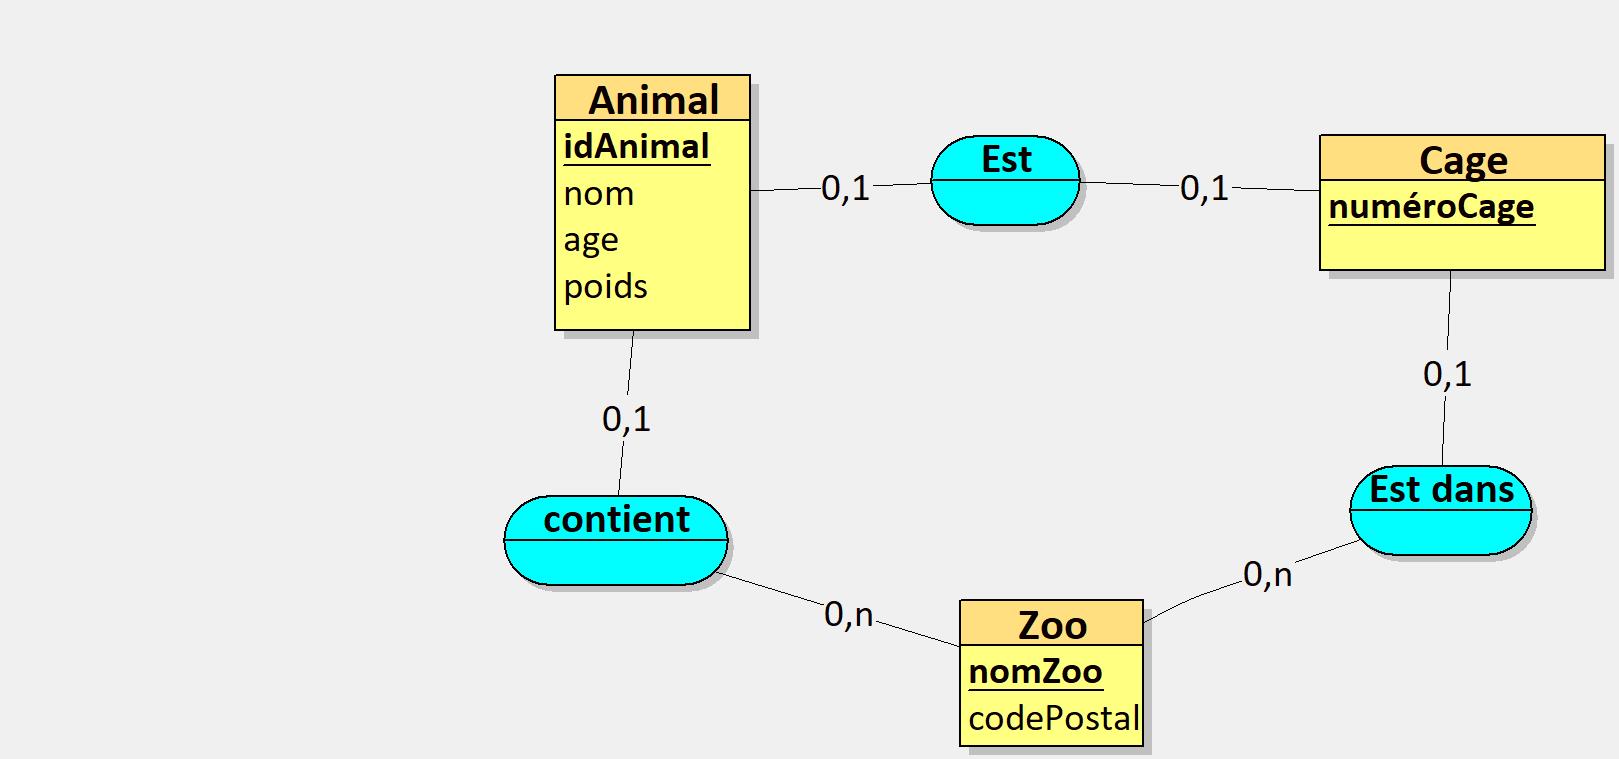 Animal
idAnimal
nom
age
poids
0,1
Est
0,1
Cage
numéroCage
0,1
0,1
contient
Est dans
0,n
0,n
Zoo
nomZoo
codePostal